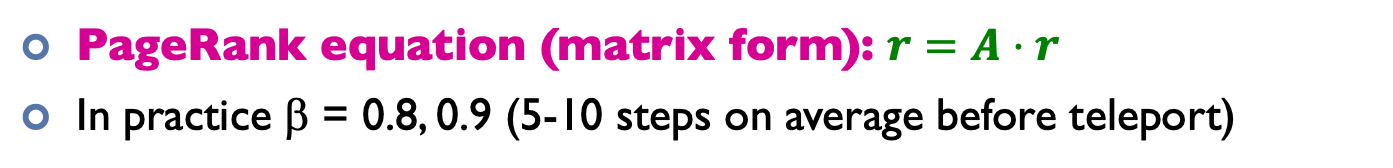 PageRank equation (matrix form): r = A · r
In practice β = 0.8, 0.9 (5-10 steps on average before teleport)